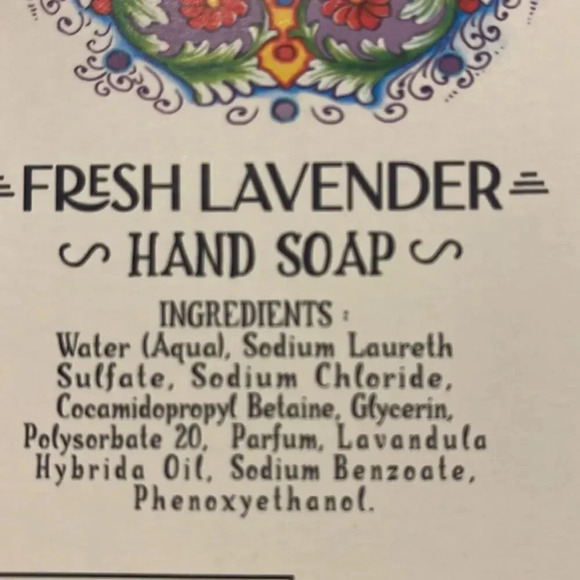 FRESH LAVENDER
HAND SOAP
INGREDIENTS :
Water (Aqua), Sodium Laureth
Sulfate, Sodium Chloride,
Cocamidopropyl Betaine, Glycerin,
Polysorbate 20, Parfum, Lavandula
Hybrida Oil, Sodium Benzoate,
Phenoxyethanol.